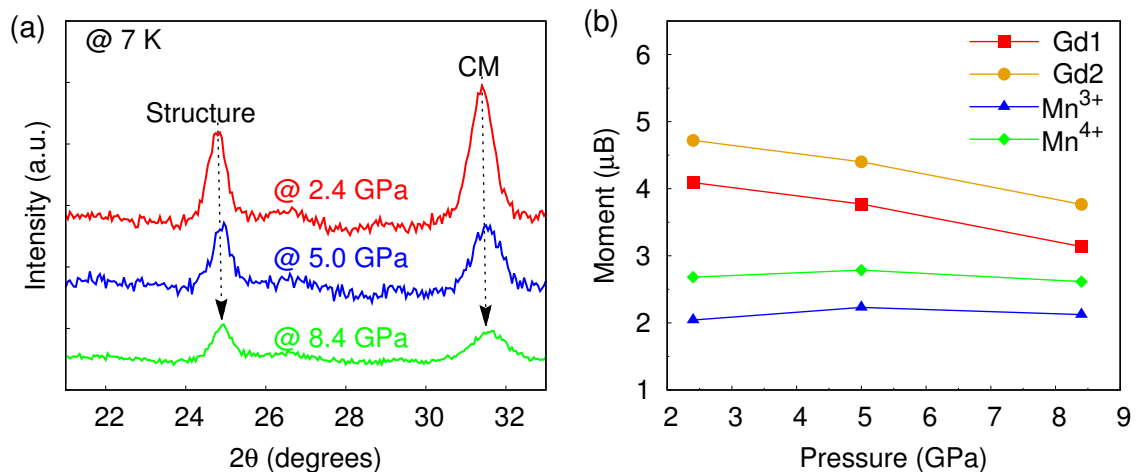 (a)
@ 7 K
CM
Structure
@ 2.4 GPa
@ 5.0 GPa
@ 8.4 GPa
Intensity (a.u.)
22 24 26 28 30 32
2θ (degrees)
(b)
Gd1
Gd2
Mn3+
Mn4+
6
5
4
3
2
1
Moment (μB)
2 3 4 5 6 7 8 9
Pressure (GPa)